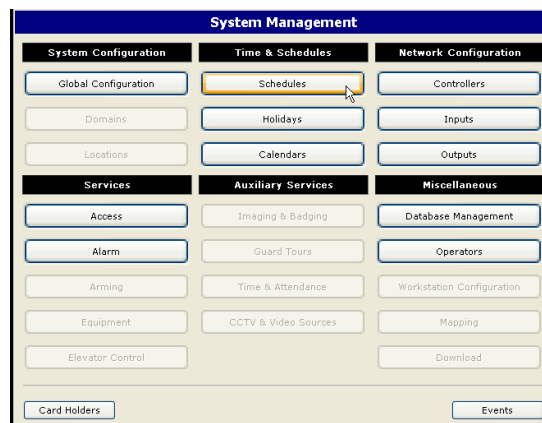 System Management
System Configuration
Time & Schedules
Network Configuration
Global Configuration
Schedules
Controllers
Domains
Holidays
Inputs
Locations
Calendars
Outputs
Services
Auxiliary Services
Miscellaneous
Access
Imaging & Badging
Database Management
Alarm
Guard Tours
Operators
Arming
Time & Attendance
Workstation Configuration
Equipment
CCTV & Video Sources
Mapping
Elevator Control
Download
Card Holders
Events